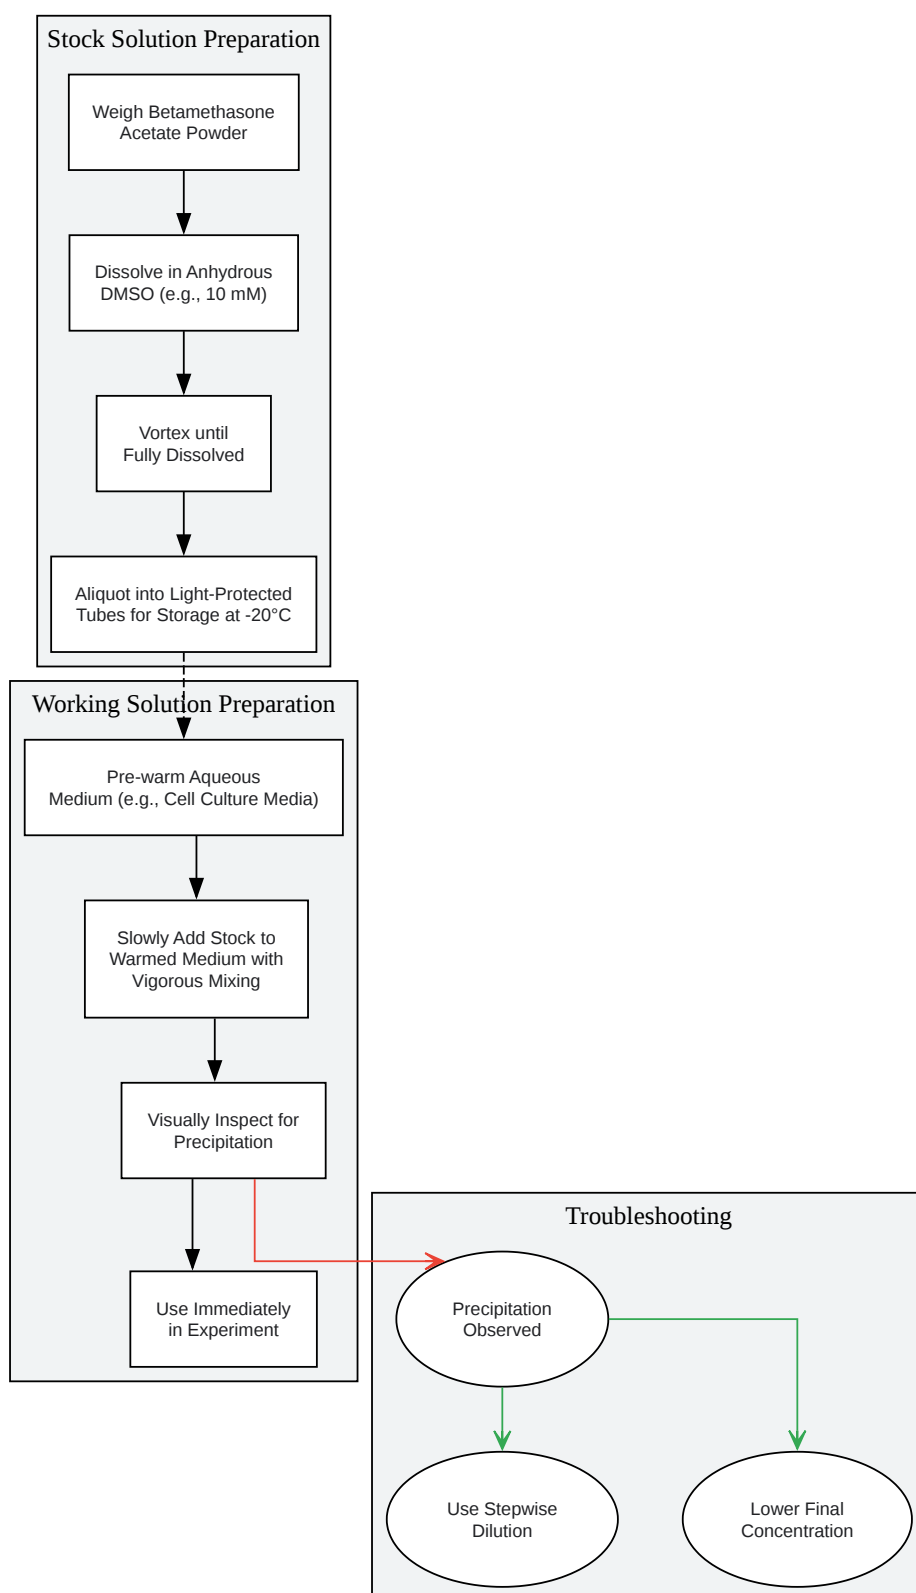 Stock Solution Preparation
Weigh Betamethasone
Acetate Powder
Dissolve in Anhydrous
DMSO (e.g., 10 mM)
Vortex until
Fully Dissolved
Aliquot into Light-Protected
Tubes for Storage at -20°C
Working Solution Preparation
Pre-warm Aqueous
Medium (e.g., Cell Culture Media)
Slowly Add Stock to
Warmed Medium with
Vigorous Mixing
Visually Inspect for
Precipitation
Use Immediately
in Experiment
Troubleshooting
Precipitation
Observed
Use Stepwise
Dilution
Lower Final
Concentration